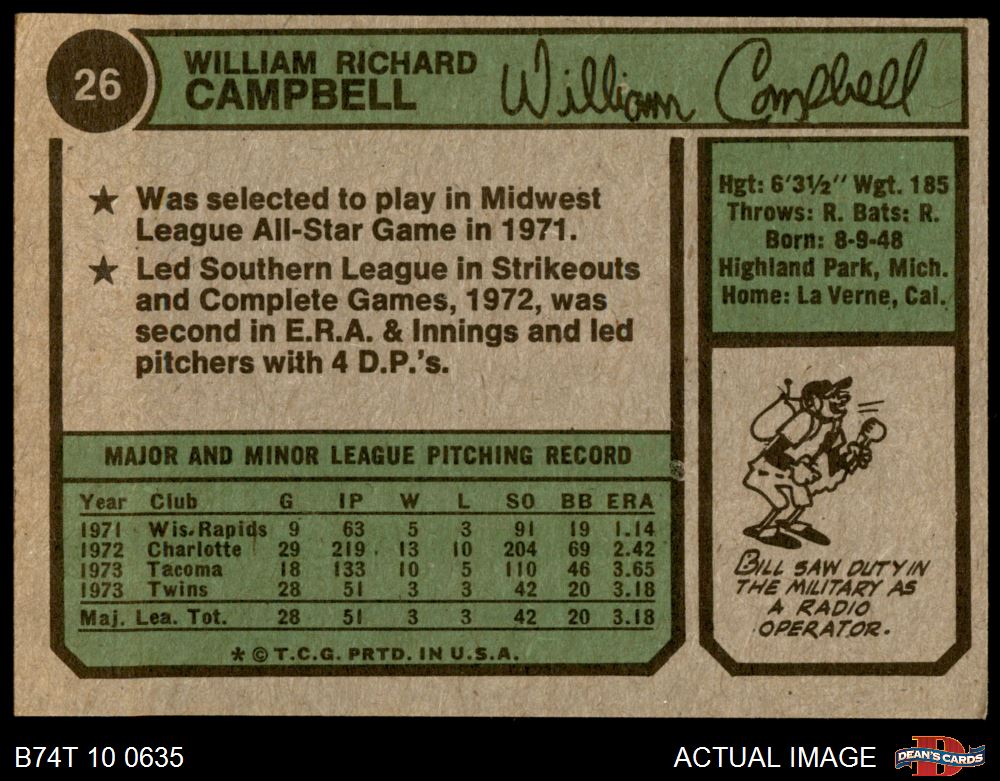 26
WILLIAM RICHARD
CAMPBELL
William Campbell
★ Was selected to play in Midwest
League All-Star Game in 1971.
★ Led Southern League in Strikeouts
and Complete Games, 1972, was
second in E.R.A. & Innings and led
pitchers with 4 D.P.'s.
Hgt: 6'3½" Wgt. 185
Throws: R. Bats: R.
Born: 8-9-48
Highland Park, Mich.
Home: La Verne, Cal.
MAJOR AND MINOR LEAGUE PITCHING RECORD
Year Club G IP W L SO BB ERA
1971 Wis. Rapids 9 63 5 3 91 19 1.14
1972 Charlotte 29 219 13 10 204 69 2.42
1973 Tacoma 18 133 10 5 110 46 3.65
1973 Twins 28 51 3 3 42 20 3.18
Maj. Lea. Tot. 28 51 3 3 42 20 3.18
* © T.C.G. PRTD. IN U.S.A.
BILL SAW DUTY IN
THE MILITARY AS
A RADIO
OPERATOR.
B74T 10 0635
ACTUAL IMAGE
DEAN'S CARDS